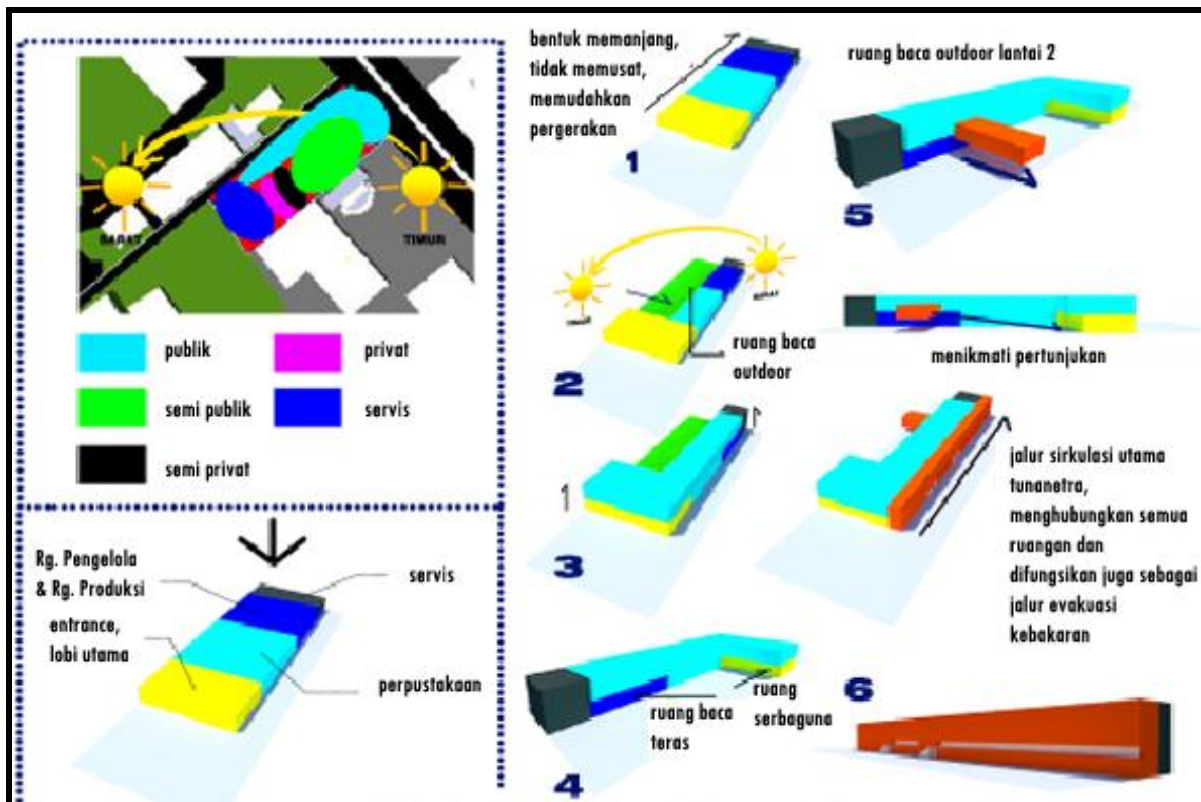 BARAT
TIMUR
publik
privat
semi publik
servis
semi privat
Rg. Pengelola
& Rg. Produksi
servis
entrance,
lobi utama
perpustakaan
bentuk memanjang,
tidak memusat,
memudahkan
pergerakan
1
2
ruang baca
outdoor
3
ruang baca
teras
ruang
serbaguna
4
ruang baca outdoor lantai 2
5
menikmati pertunjukan
jalur sirkulasi utama
tunanetra,
menghubungkan semua
ruangan dan
difungsikan juga sebagai
jalur evakuasi
kebakaran
6